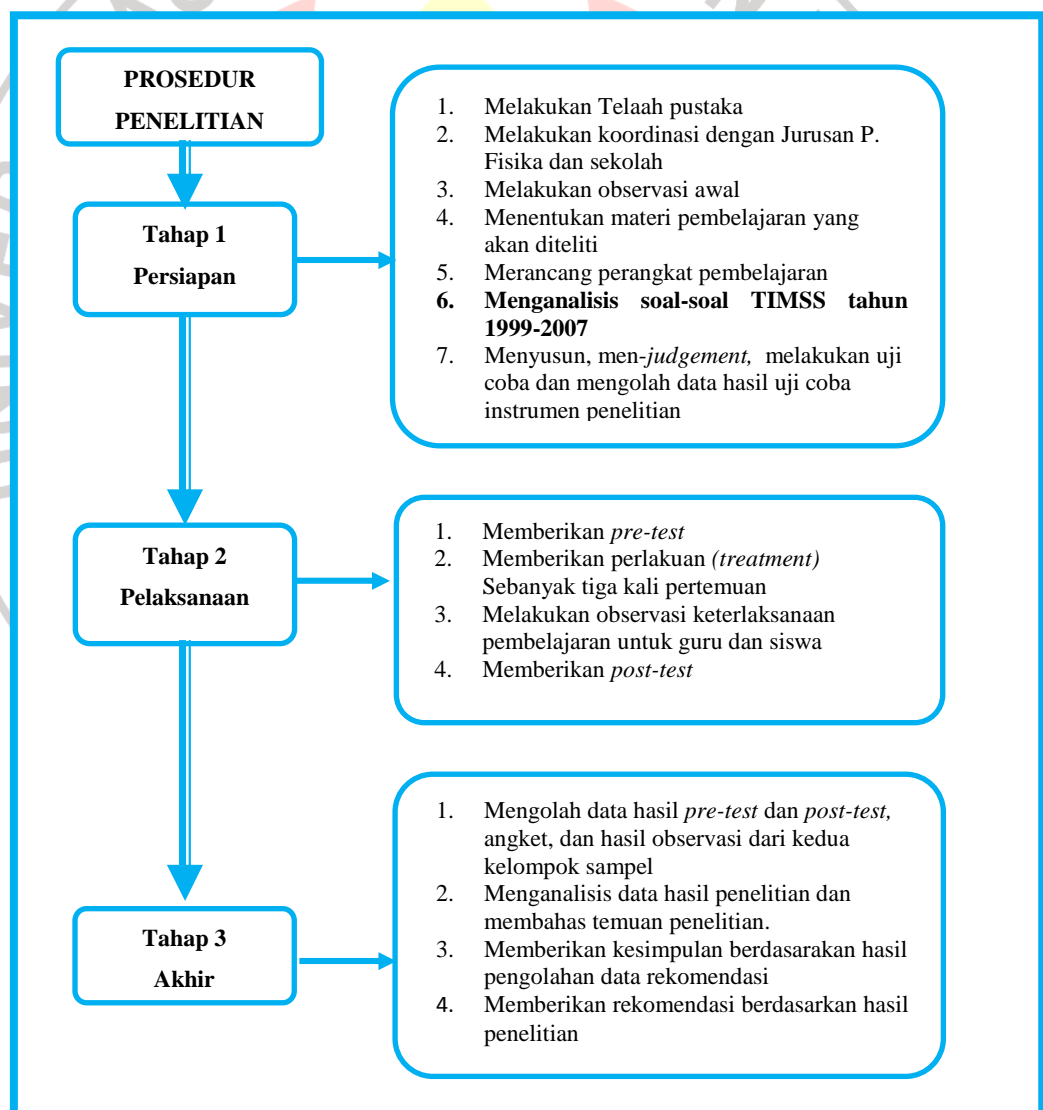 PROSEDUR
PENELITIAN
Tahap 1
Persiapan
1. Melakukan Telaah pustaka
2. Melakukan koordinasi dengan Jurusan P.
Fisika dan sekolah
3. Melakukan observasi awal
4. Menentukan materi pembelajaran yang
akan diteliti
5. Merancang perangkat pembelajaran
6. Menganalisis soal-soal TIMSS tahun
1999-2007
7. Menyusun, men-judgement, melakukan uji
coba dan mengolah data hasil uji coba
instrumen penelitian
Tahap 2
Pelaksanaan
1. Memberikan pre-test
2. Memberikan perlakuan (treatment)
Sebanyak tiga kali pertemuan
3. Melakukan observasi keterlaksanaan
pembelajaran untuk guru dan siswa
4. Memberikan post-test
Tahap 3
Akhir
1. Mengolah data hasil pre-test dan post-test,
angket, dan hasil observasi dari kedua
kelompok sampel
2. Menganalisis data hasil penelitian dan
membahas temuan penelitian.
3. Memberikan kesimpulan berdasarakan hasil
pengolahan data rekomendasi
4. Memberikan rekomendasi berdasarkan hasil
penelitian